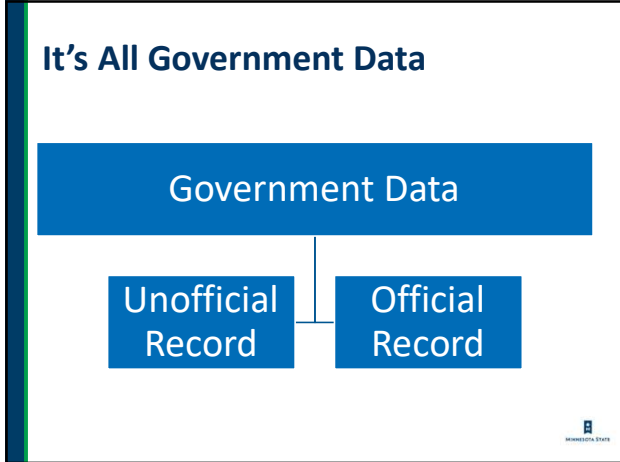 It’s All Government Data
Government Data
Unofficial
Record
Official
Record
MINNESOTA STATE